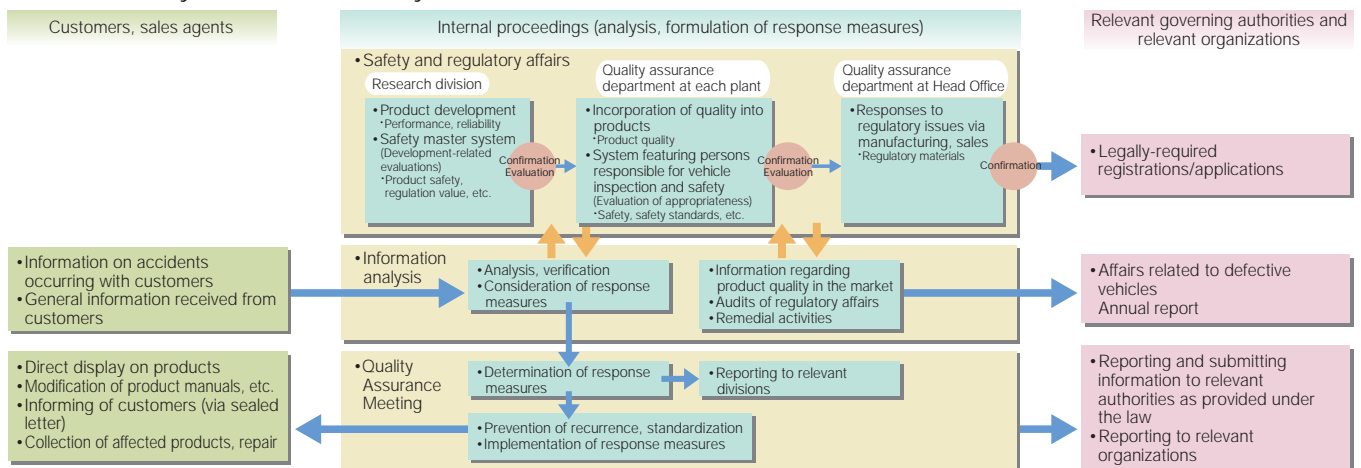 Customers, sales agents
Internal proceedings (analysis, formulation of response measures)
Relevant governing authorities and
relevant organizations
•Safety and regulatory affairs
Research division
•Product development
•Performance, reliability
•Safety master system
(Development-related
evaluations)
•Product safety,
regulation value, etc.
Confirmation
Evaluation
Quality assurance
department at each plant
•Incorporation of quality into
products
•Product quality
•System featuring persons
responsible for vehicle
inspection and safety
(Evaluation of appropriateness)
•Safety, safety standards, etc.
Confirmation
Evaluation
Quality assurance
department at Head Office
•Responses to
regulatory issues via
manufacturing, sales
•Regulatory materials
Confirmation
•Legally-required
registrations/applications
•Information on accidents
occurring with customers
•General information received from
customers
•Information
analysis
•Analysis, verification
•Consideration of response
measures
•Information regarding
product quality in the market
•Audits of regulatory affairs
•Remedial activities
•Affairs related to defective
vehicles
Annual report
•Direct display on products
•Modification of product manuals, etc.
•Informing of customers (via sealed
letter)
•Collection of affected products, repair
•Quality
Assurance
Meeting
•Determination of response
measures
•Reporting to relevant
divisions
•Prevention of recurrence, standardization
•Implementation of response measures
•Reporting and submitting
information to relevant
authorities as provided under
the law
•Reporting to relevant
organizations